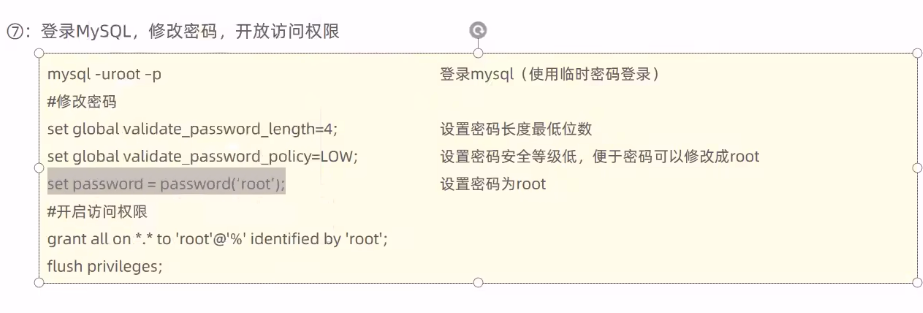 ⑦：登录MySQL，修改密码，开放访问权限
mysql -uroot –p 登录mysql（使用临时密码登录）
#修改密码
set global validate_password_length=4; 设置密码长度最低位数
set global validate_password_policy=LOW; 设置密码安全等级低，便于密码可以修改成root
set password = password('root'); 设置密码为root
#开启访问权限
grant all on *.* to 'root'@'%' identified by 'root';
flush privileges;